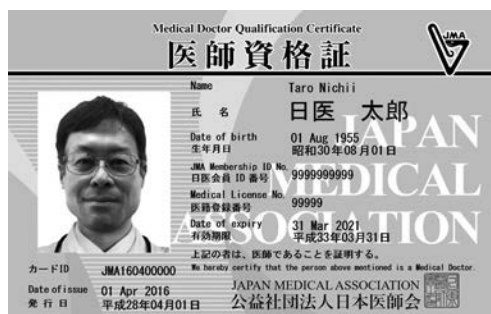 Medical Doctor Qualification Certificate
医師資格証
JMA
Name Taro Nichii
氏 名 日医 太郎
Date of birth 01 Aug 1955
生年月日 昭和30年08月01日
JMA Membership ID No.
日医会員 ID 番号 9999999999
Medical License No.
医籍登録番号 99999
Date of expiry 31 Mar 2021
有効期限 平成33年03月31日
JAPAN
MEDICAL
ASSOCIATION
上記の者は、医師であることを証明する。
We hereby certify that the person above mentioned is a Medical Doctor.
カードID JMA160400000
Date of issue 01 Apr 2016
発行日 平成28年04月01日
JAPAN MEDICAL ASSOCIATION
公益社団法人日本医師会